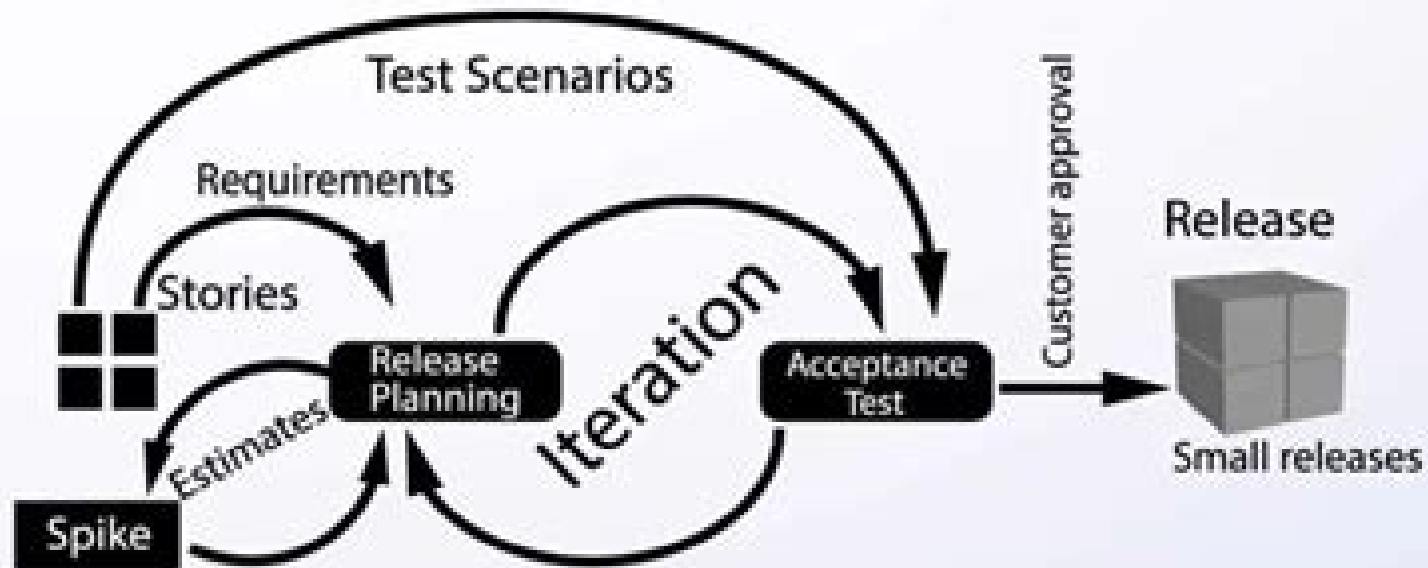 Test Scenarios
Requirements
Stories
Release
Planning
Estimates
Spike
Iteration
Acceptance
Test
Customer approval
Release
Small releases